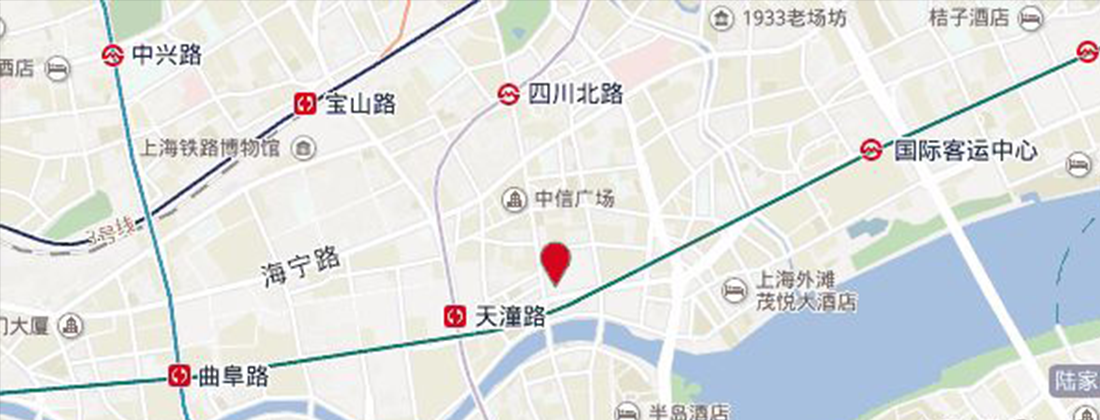 1933老场坊
桔子酒店
中兴路
酒店
宝山路
四川北路
上海铁路博物馆
国际客运中心
中信广场
3号线
海宁路
上海外滩
茂悦大酒店
天潼路
门大厦
曲阜路
陆家
半岛酒店